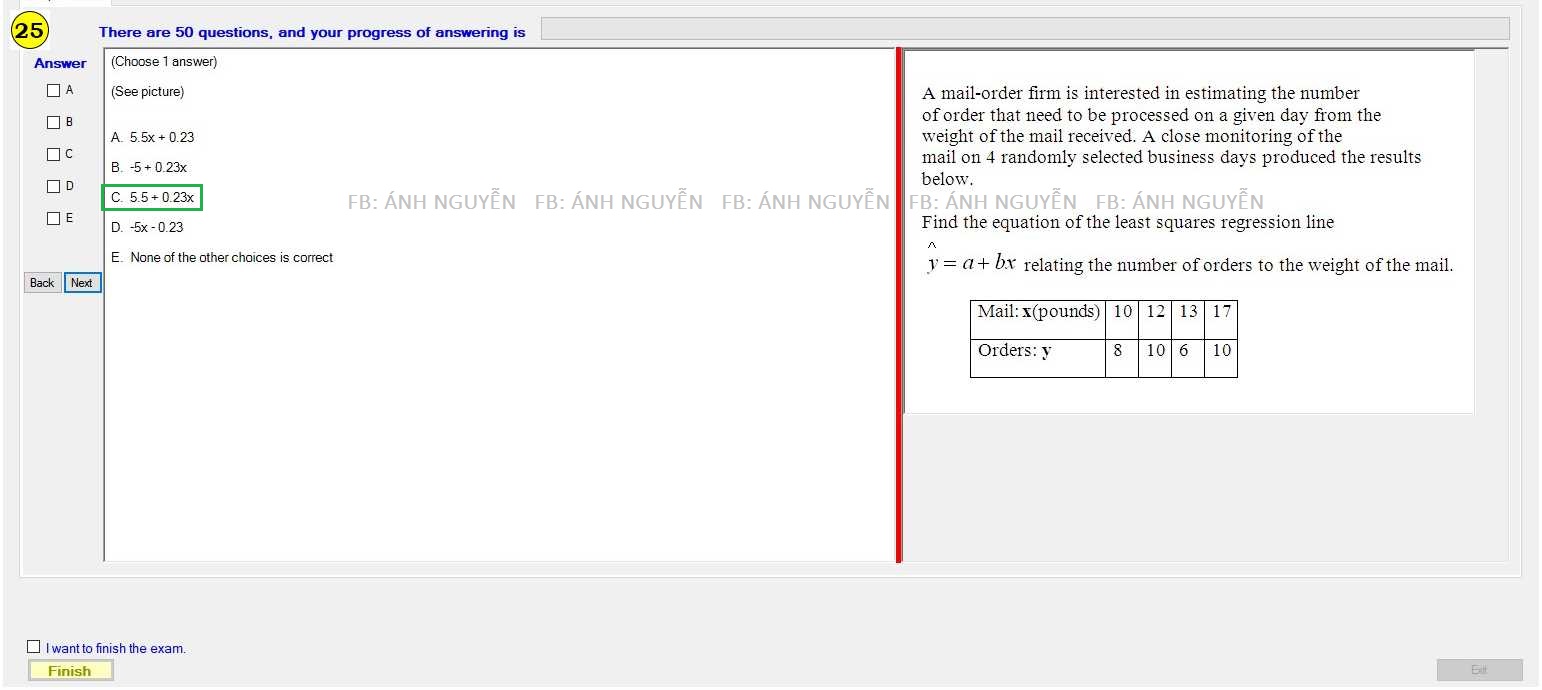 25
There are 50 questions, and your progress of answering is
Answer
A
B
C
D
E
Back
Next
(Choose 1 answer)
(See picture)
A. 5.5x + 0.23
B. -5 + 0.23x
C. 5.5 + 0.23x
D. -5x - 0.23
E. None of the other choices is correct
A mail-order firm is interested in estimating the number
of order that need to be processed on a given day from the
weight of the mail received. A close monitoring of the
mail on 4 randomly selected business days produced the results
below.
FB: ÁNH NGUYỄN FB: ÁNH NGUYỄN FB: ÁNH NGUYỄN FB: ÁNH NGUYỄN FB: ÁNH NGUYỄN
Find the equation of the least squares regression line
ŷ = a + bx relating the number of orders to the weight of the mail.
Mail: x(pounds) 10 12 13 17
Orders: y 8 10 6 10
I want to finish the exam.
Finish
Exit